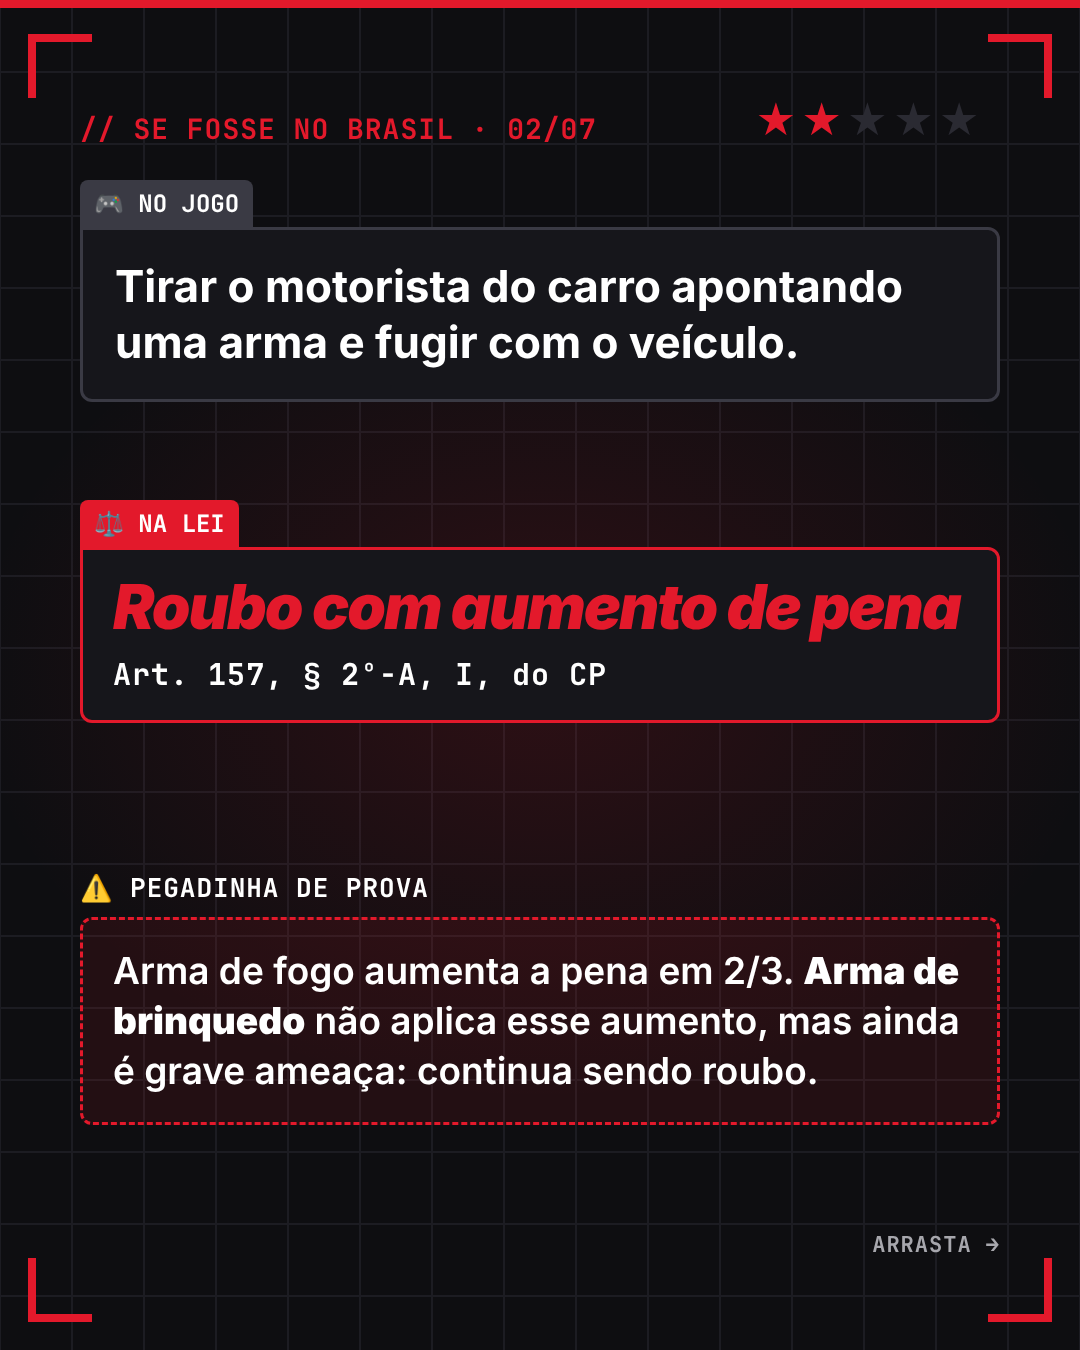 // SE FOSSE NO BRASIL · 02/07
NO JOGO
Tirar o motorista do carro apontando
uma arma e fugir com o veículo.
NA LEI
Roubo com aumento de pena
Art. 157, § 2°-A, I, do CP
PEGADINHA DE PROVA
Arma de fogo aumenta a pena em 2/3. Arma de
brinquedo não aplica esse aumento, mas ainda
é grave ameaça: continua sendo roubo.
ARRASTA →